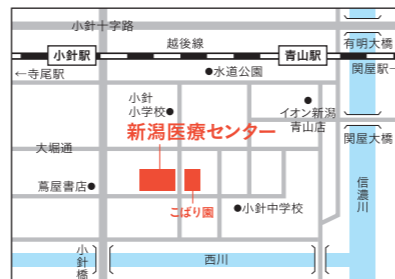 小針十字路
小針駅
越後線
青山駅
有明大橋
←寺尾駅
水道公園
関屋駅→
小針
小学校
イオン新潟
青山店
新潟医療センター
大堀通
関屋大橋
蔦屋書店
こばり園
小針中学校
信濃川
小針橋
西川